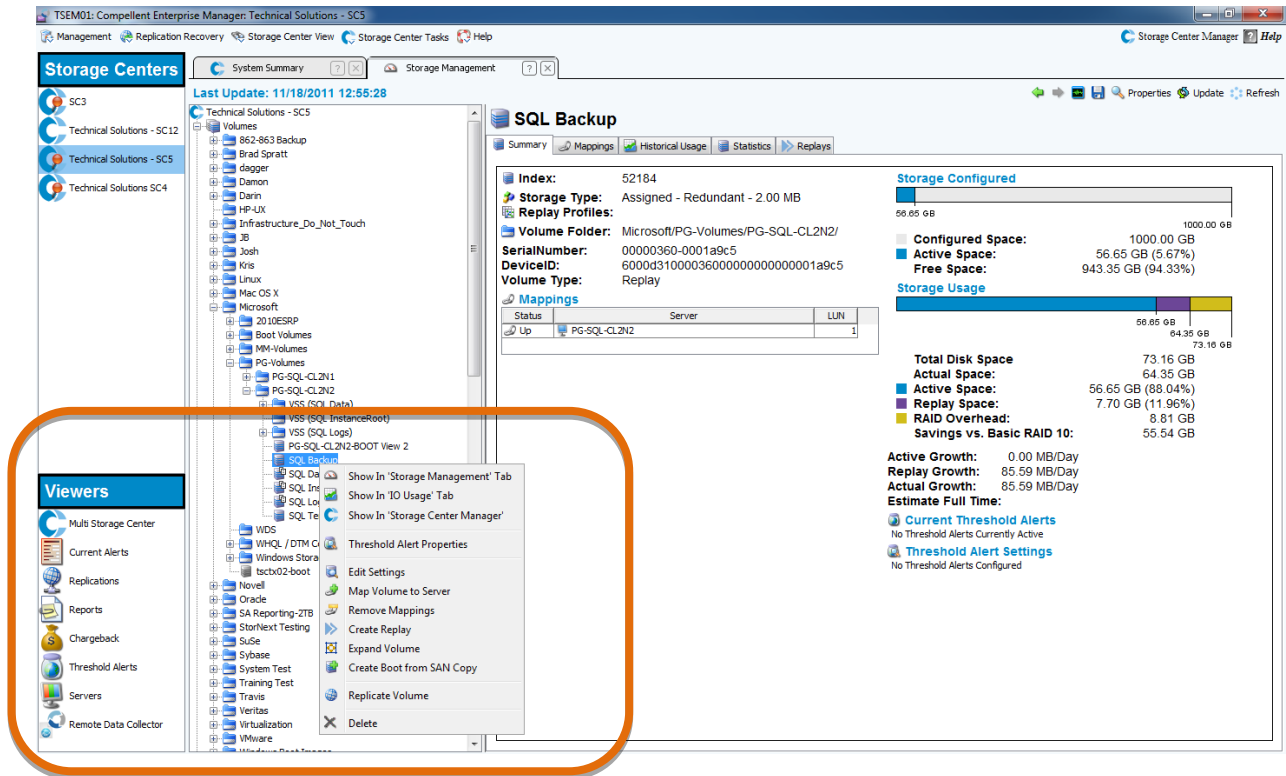 TSEM01: Compellent Enterprise Manager: Technical Solutions - SC5
Management Replication Recovery Storage Center View Storage Center Tasks Help
Storage Center Manager ? Help
Storage Centers
SC3
Technical Solutions - SC12
Technical Solutions - SC5
Technical Solutions SC4
System Summary ?
Storage Management ?
Last Update: 11/18/2011 12:55:28
Properties Update Refresh
Technical Solutions - SC5
Volumes
862-863 Backup
Brad Spratt
dagger
Damon
Darin
HP-UX
Infrastructure_Do_Not_Touch
JB
Josh
Kris
Linux
Mac OS X
Microsoft
2010ESRP
Boot Volumes
MM-Volumes
PG-Volumes
PG-SQL-CL2N1
PG-SQL-CL2N2
VSS (SQL Data)
VSS (SQL InstanceRoot)
VSS (SQL Logs)
PG-SQL-CL2N2-BOOT View 2
SQL Backup
SQL Da
SQL Ins
SQL Lo
SQL Te
WDS
WHQL / DTM C
Windows Stora
tsctx02-boot
Novell
Oracle
SA Reporting-2TB
StorNext Testing
SuSe
Sybase
System Test
Training Test
Travis
Veritas
Virtualization
VMware
Windows Boot Images
Show In 'Storage Management' Tab
Show In 'IO Usage' Tab
Show In 'Storage Center Manager'
Threshold Alert Properties
Edit Settings
Map Volume to Server
Remove Mappings
Create Replay
Expand Volume
Create Boot from SAN Copy
Replicate Volume
Delete
Viewers
Multi Storage Center
Current Alerts
Replications
Reports
Chargeback
Threshold Alerts
Servers
Remote Data Collector
SQL Backup
Summary Mappings Historical Usage Statistics Replays
Index: 52184
Storage Type: Assigned - Redundant - 2.00 MB
Replay Profiles:
Volume Folder: Microsoft/PG-Volumes/PG-SQL-CL2N2/
SerialNumber: 00000360-0001a9c5
DeviceID: 6000d31000036000000000000001a9c5
Volume Type: Replay
Mappings
Status Server LUN
Up PG-SQL-CL2N2 1
Storage Configured
56.65 GB
1000.00 GB
Configured Space: 1000.00 GB
Active Space: 56.65 GB (5.67%)
Free Space: 943.35 GB (94.33%)
Storage Usage
56.65 GB
64.35 GB
73.16 GB
Total Disk Space 73.16 GB
Actual Space: 64.35 GB
Active Space: 56.65 GB (88.04%)
Replay Space: 7.70 GB (11.96%)
RAID Overhead: 8.81 GB
Savings vs. Basic RAID 10: 55.54 GB
Active Growth: 0.00 MB/Day
Replay Growth: 85.59 MB/Day
Actual Growth: 85.59 MB/Day
Estimate Full Time:
Current Threshold Alerts
No Threshold Alerts Currently Active
Threshold Alert Settings
No Threshold Alerts Configured